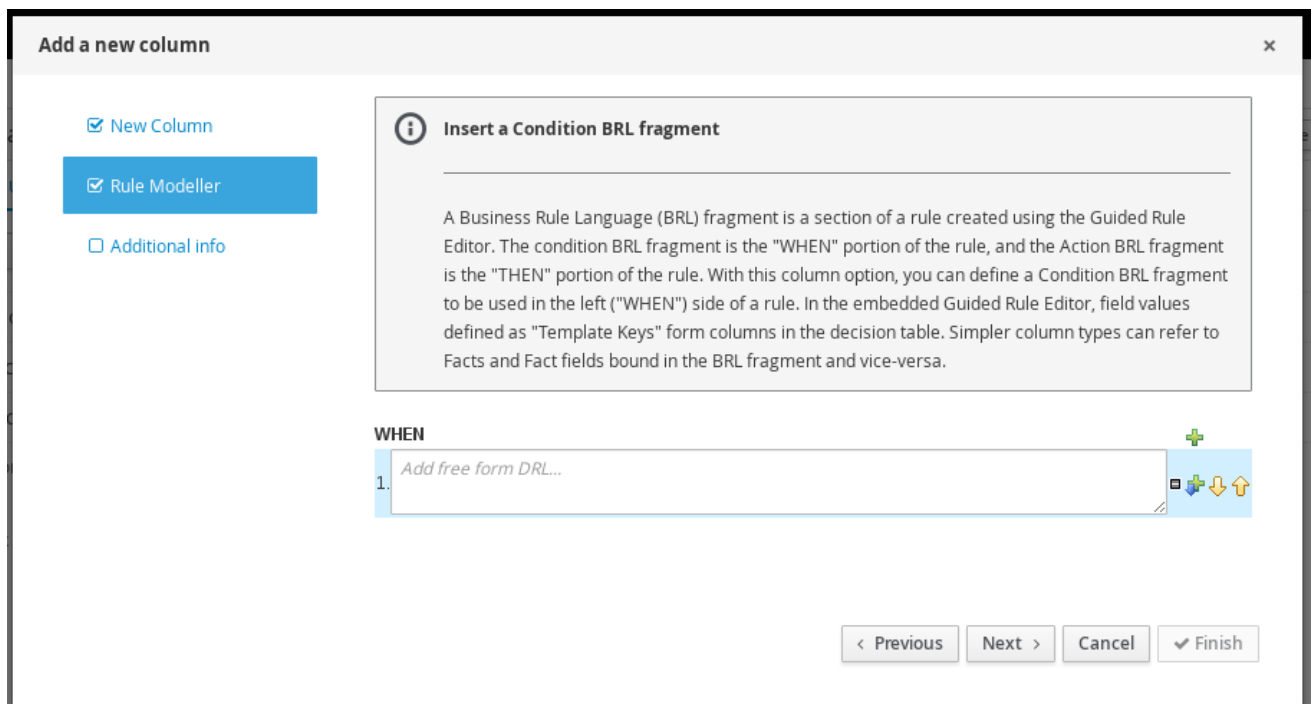 Add a new column
×
New Column
Rule Modeller
Additional info
Insert a Condition BRL fragment
A Business Rule Language (BRL) fragment is a section of a rule created using the Guided Rule
Editor. The condition BRL fragment is the "WHEN" portion of the rule, and the Action BRL fragment
is the "THEN" portion of the rule. With this column option, you can define a Condition BRL fragment
to be used in the left ("WHEN") side of a rule. In the embedded Guided Rule Editor, field values
defined as "Template Keys" form columns in the decision table. Simpler column types can refer to
Facts and Fact fields bound in the BRL fragment and vice-versa.
WHEN
1. Add free form DRL...
< Previous Next > Cancel Finish